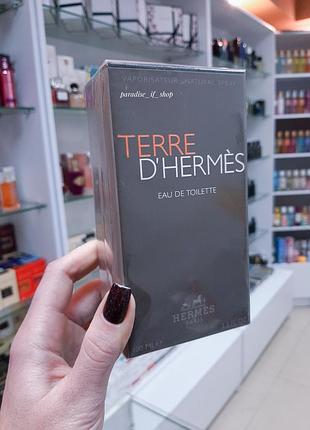 VAPORISATEUR NATURAL SPRAY
paradise_if_shop
TERRE
D'HERMÈS
EAU DE TOILETTE
HERMÈS
PARIS